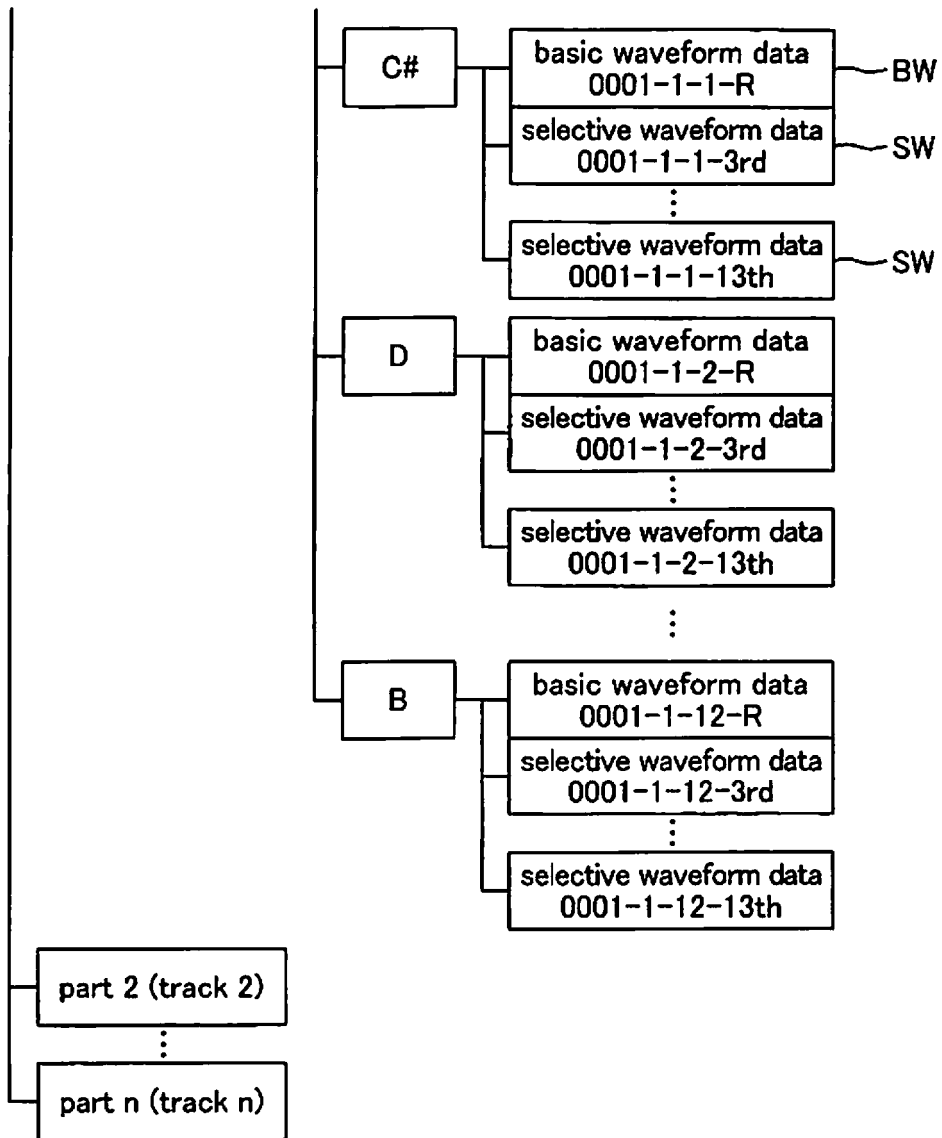 C#
basic waveform data
0001-1-1-R
BW
selective waveform data
0001-1-1-3rd
SW
selective waveform data
0001-1-1-13th
SW
D
basic waveform data
0001-1-2-R
selective waveform data
0001-1-2-3rd
selective waveform data
0001-1-2-13th
B
basic waveform data
0001-1-12-R
selective waveform data
0001-1-12-3rd
selective waveform data
0001-1-12-13th
part 2 (track 2)
part n (track n)